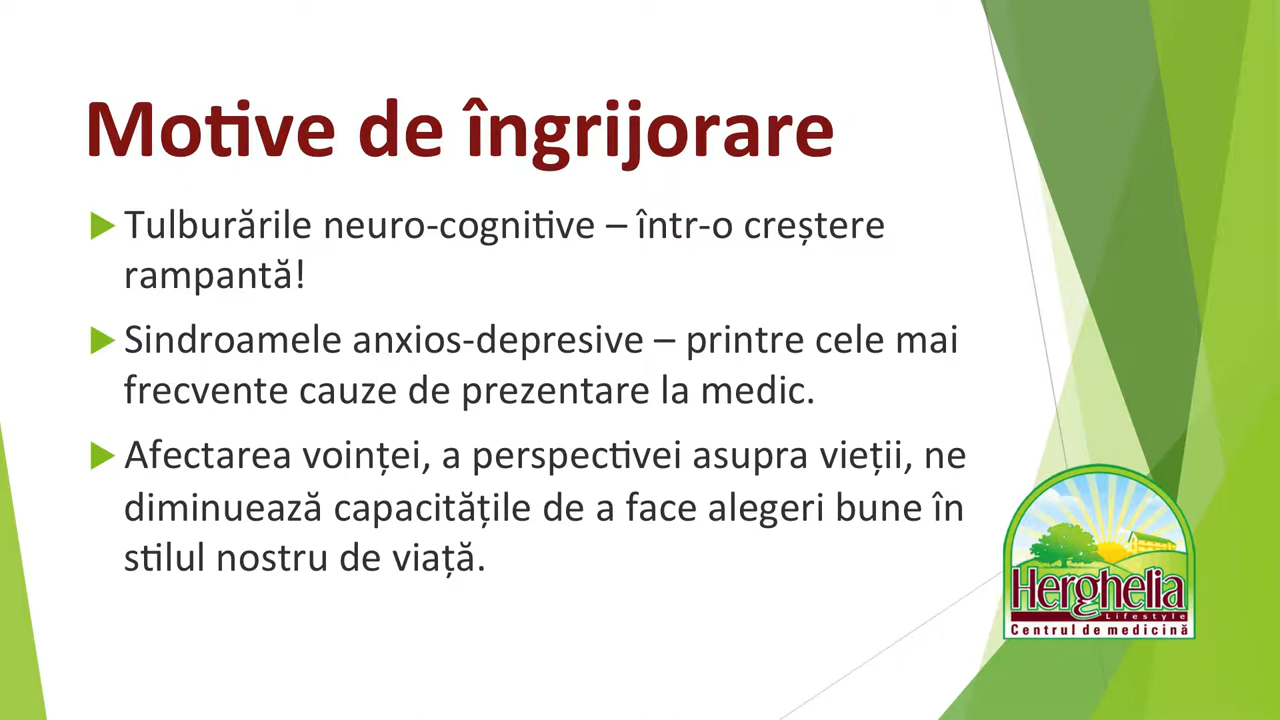 Motive de îngrijorare
Tulburările neuro-cognitive – într-o creștere
rampantă!
Sindroamele anxios-depresive – printre cele mai
frecvente cauze de prezentare la medic.
Afectarea voinței, a perspectivei asupra vieții, ne
diminuează capacitățile de a face alegeri bune în
stilul nostru de viață.
Herghelia
Lifestyle
Centrul de medicină